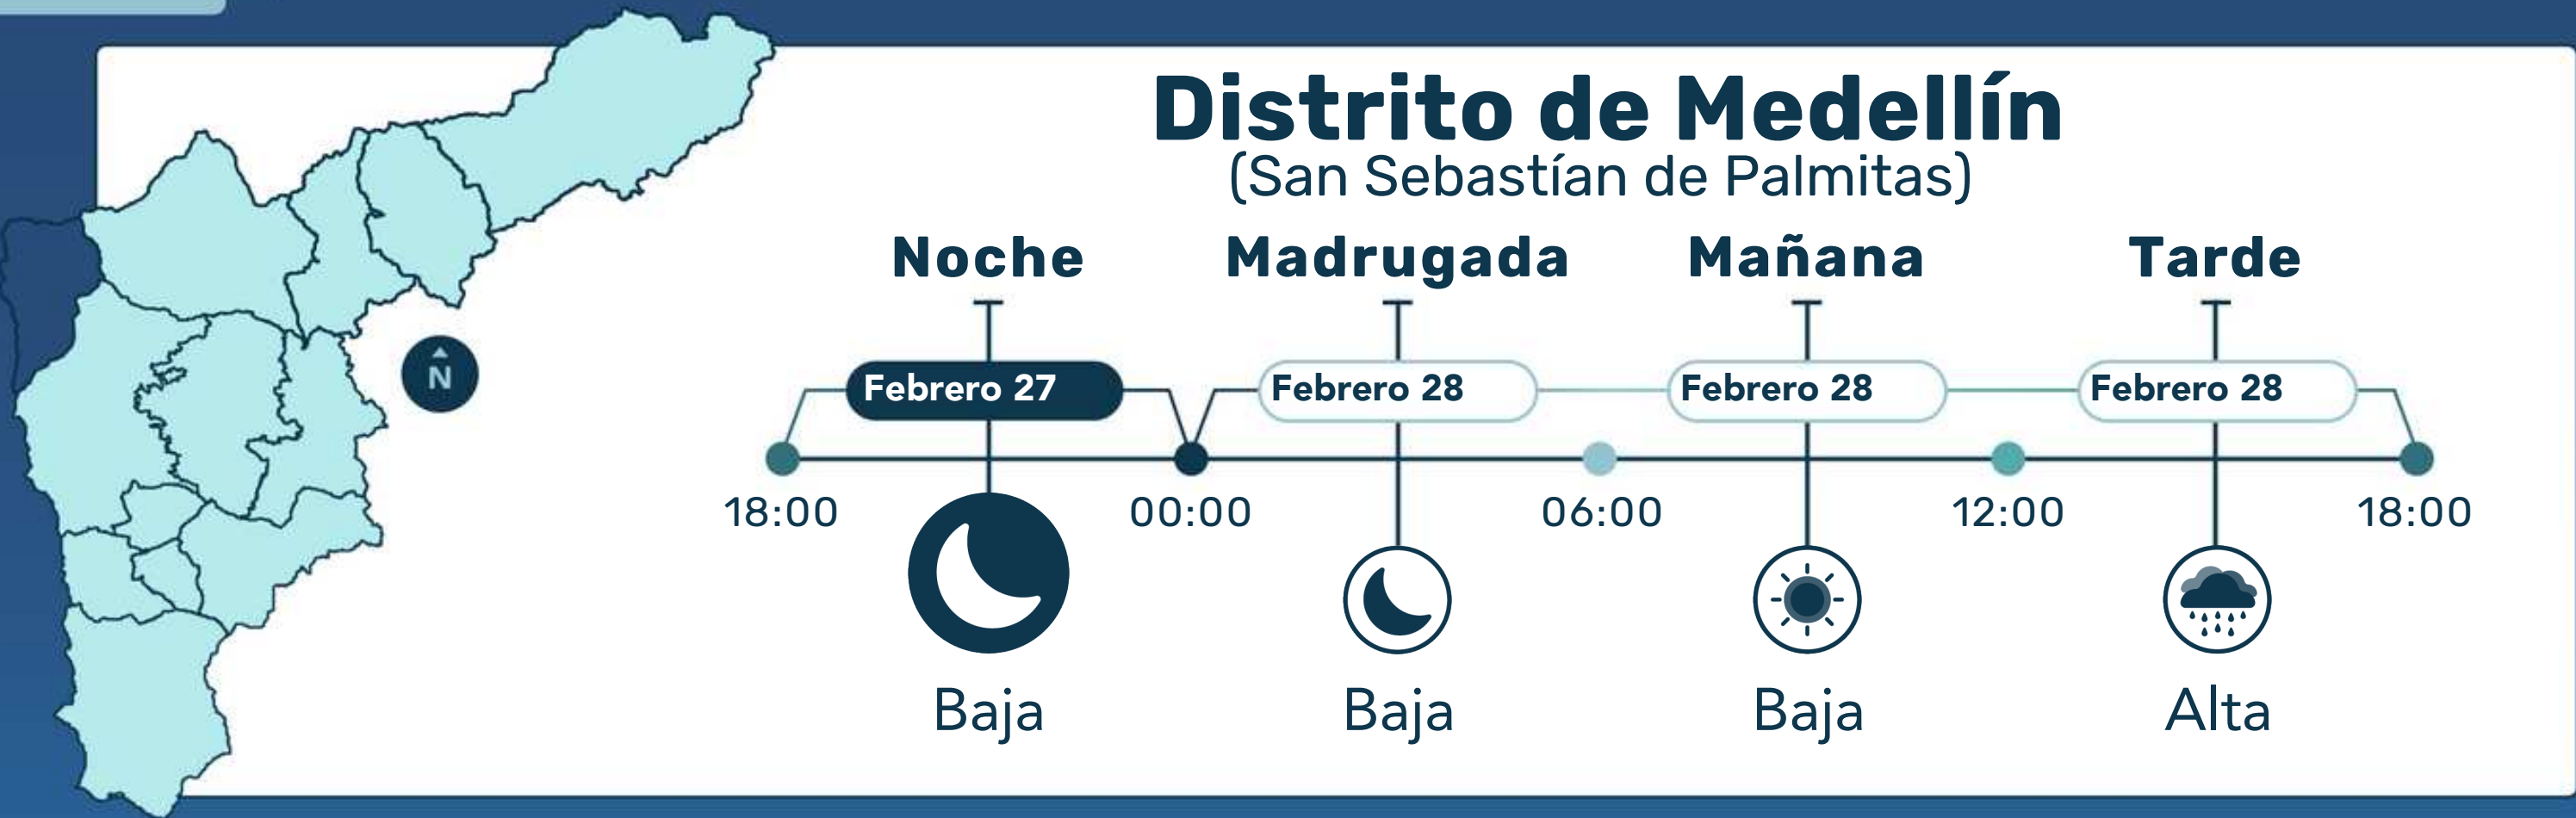 Distrito de Medellín
(San Sebastían de Palmitas)
Noche Madrugada Mañana Tarde
Febrero 27 Febrero 28 Febrero 28 Febrero 28
N
18:00 00:00 06:00 12:00 18:00
Baja Baja Baja Alta